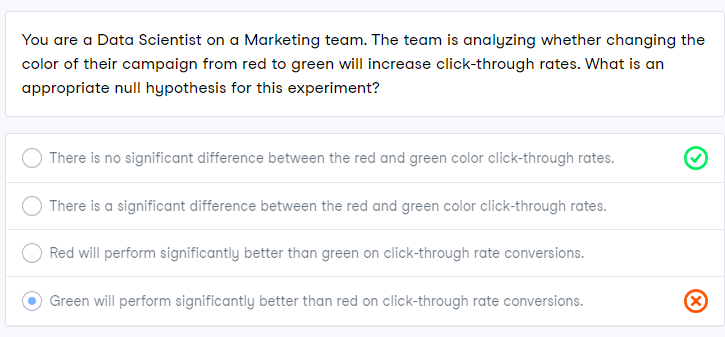 You are a Data Scientist on a Marketing team. The team is analyzing whether changing the
color of their campaign from red to green will increase click-through rates. What is an
appropriate null hypothesis for this experiment?
There is no significant difference between the red and green color click-through rates.
There is a significant difference between the red and green color click-through rates.
Red will perform significantly better than green on click-through rate conversions.
Green will perform significantly better than red on click-through rate conversions.